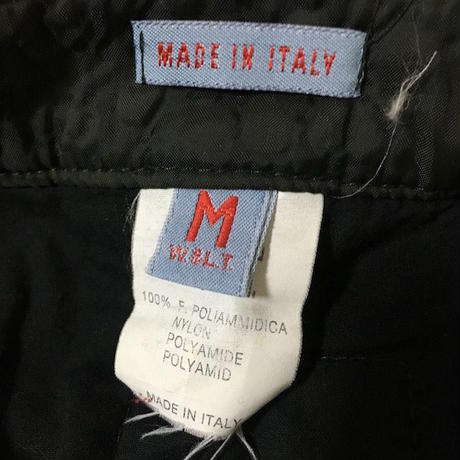 MADE IN ITALY
M
W.&L.T.
100% F. POLIAMMIDICA
NYLON
POLYAMIDE
POLYAMID
MADE IN ITALY